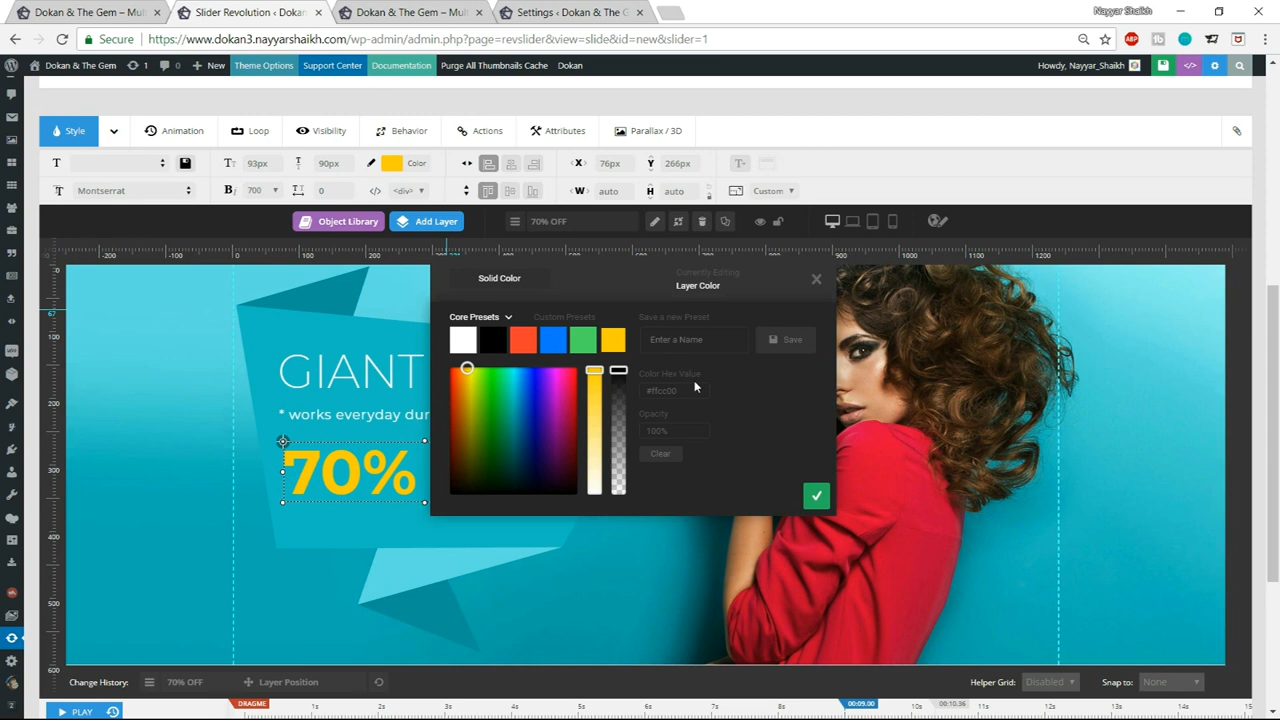 Dokan & The Gem – Mul
Slider Revolution ‹ Dokan
Dokan & The Gem – Mul
Settings ‹ Dokan & The G
Nayyar Shaikh
Secure
https://www.dokan3.nayyarshaikh.com/wp-admin/admin.php?page=revslider&view=slide&id=new&slider=1
Dokan & The Gem 1 0 + New Theme Options Support Center Documentation Purge All Thumbnails Cache Dokan
Howdy, Nayyar_Shaikh
Style Animation Loop Visibility Behavior Actions Attributes Parallax / 3D
93px 90px Color 76px 266px
Montserrat 700 0 <div> auto auto Custom
Object Library Add Layer 70% OFF
-200 -100 0 100 200 1000 1100 1200
Solid Color
Currently Editing
Layer Color
Core Presets Custom Presets Save a new Preset
Enter a Name Save
Color Hex Value
#ffcc00
Opacity
100%
Clear
GIANT
* works everyday dur
70%
0
67
100
200
300
400
500
600
Change History: 70% OFF Layer Position
Helper Grid: Disabled Snap to: None
PLAY DRAGME 1s 2s 3s 4s 5s 6s 7s 8s 00:09.00 10s 00:10.36 11s 12s 13s 14s 15